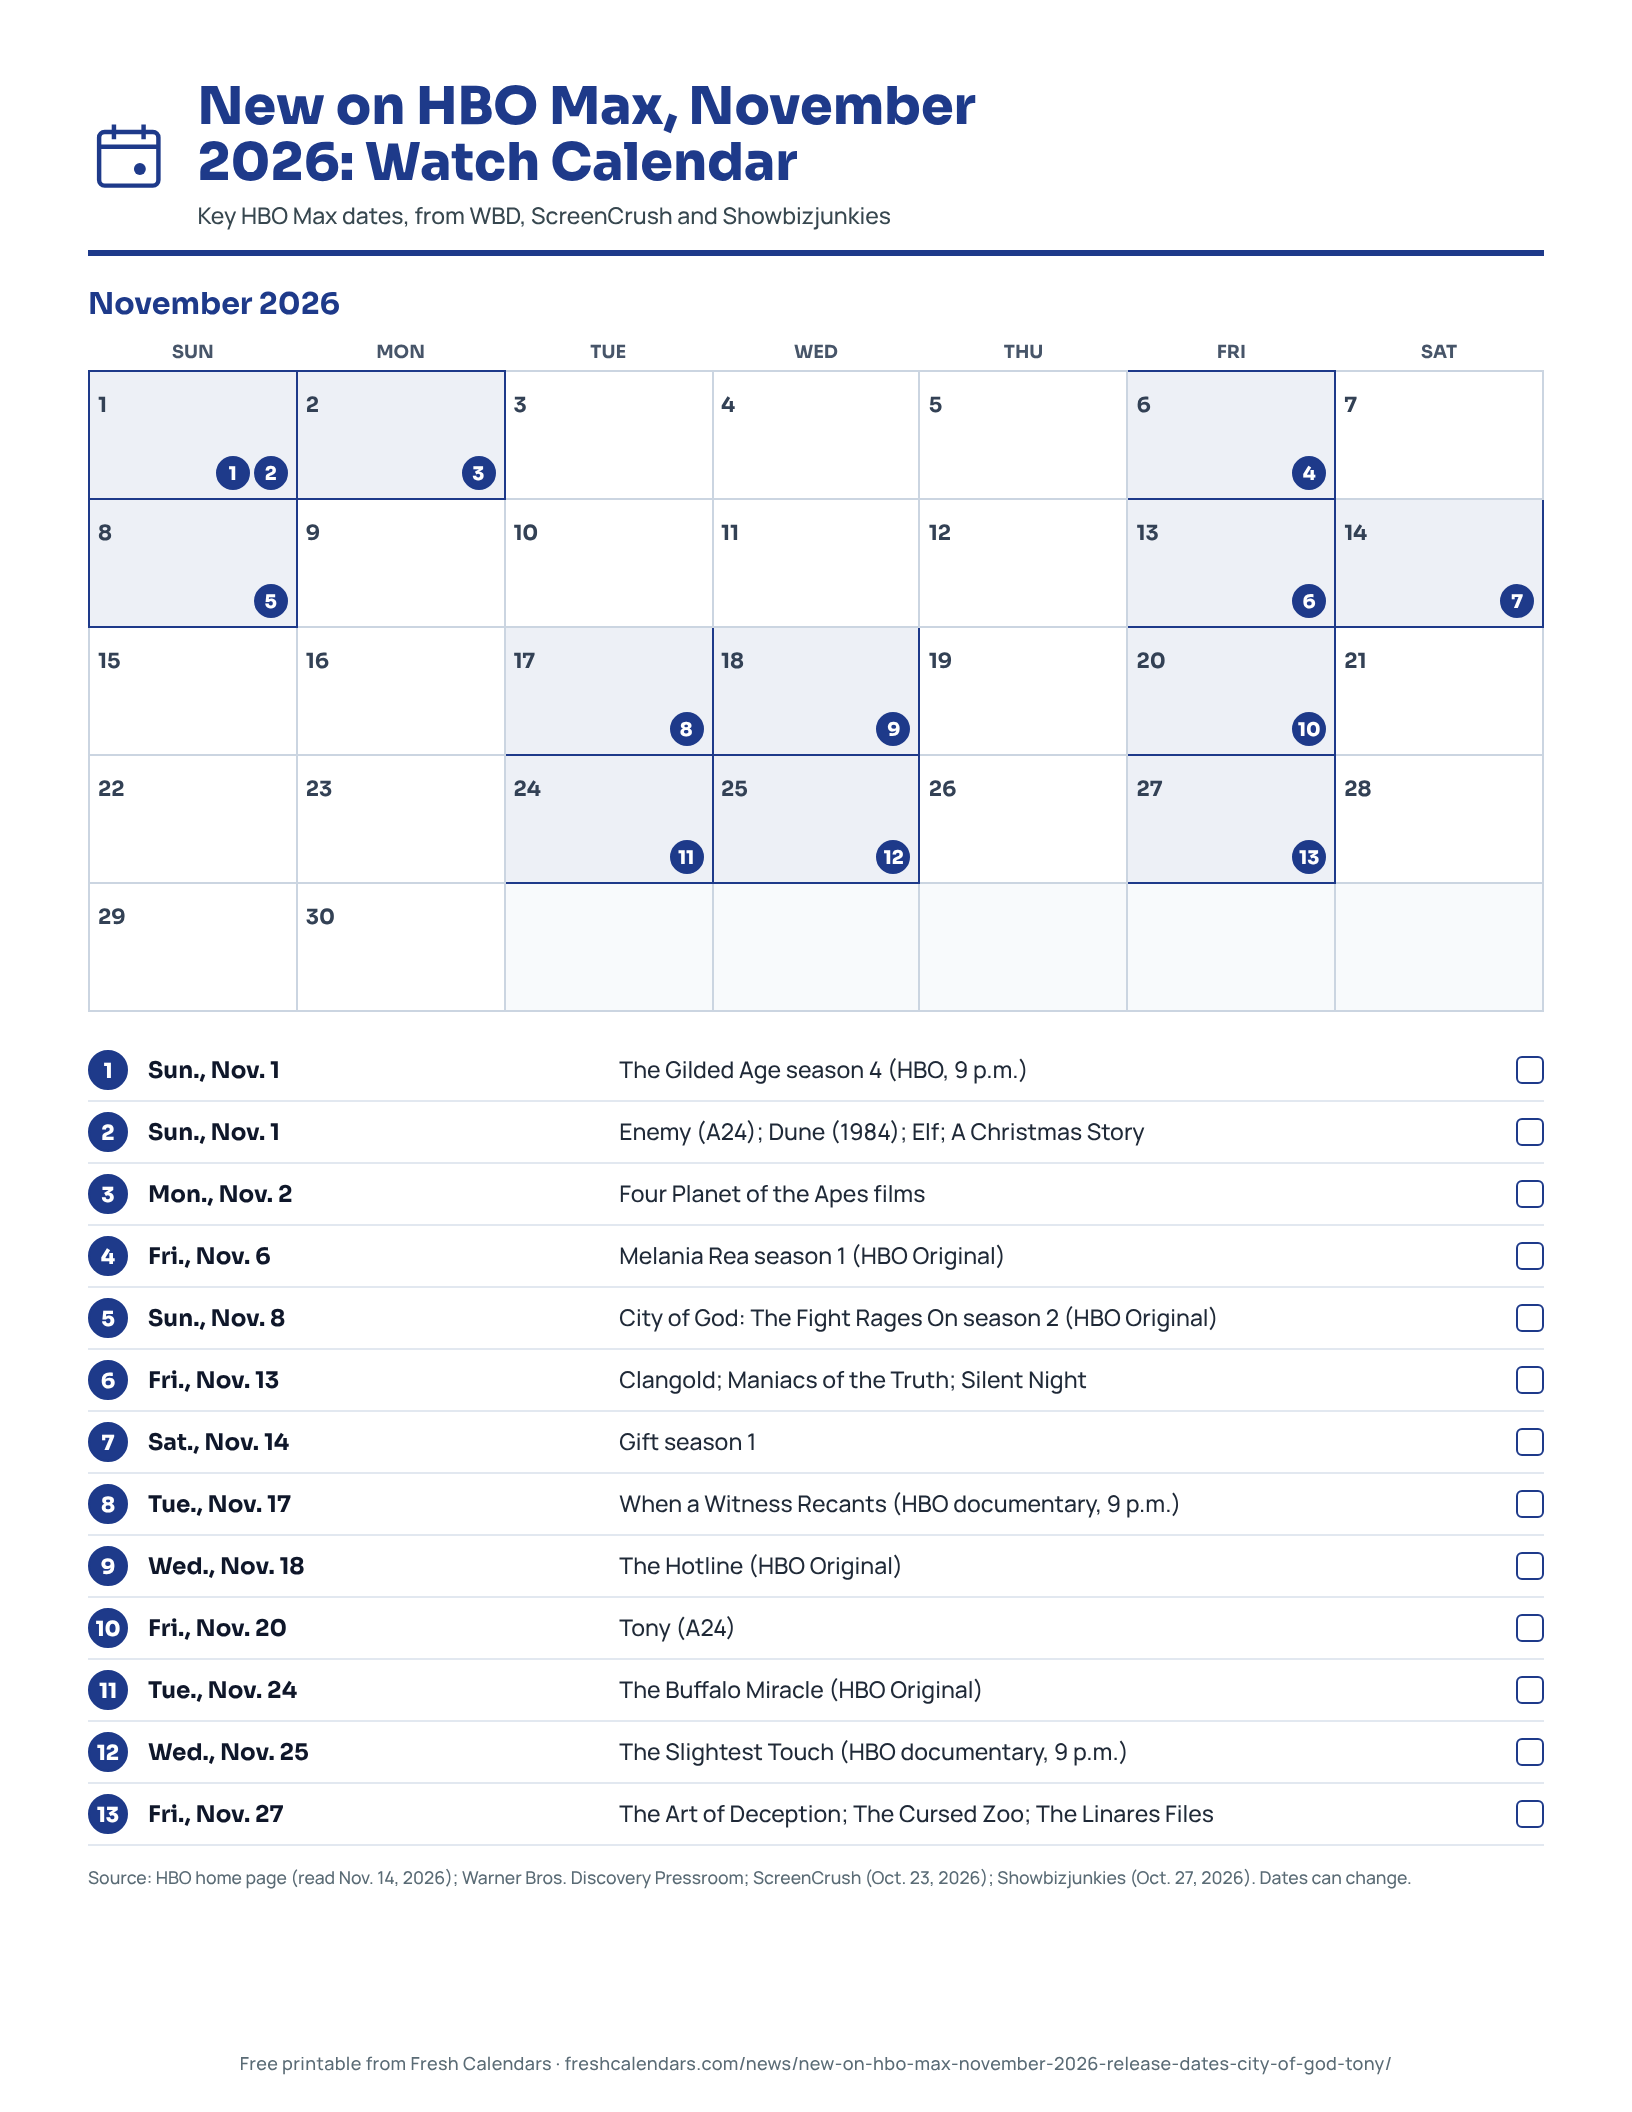 New on HBO Max, November
2026: Watch Calendar
Key HBO Max dates, from WBD, ScreenCrush and Showbizjunkies
November 2026
SUN MON TUE WED THU FRI SAT
1 2 3 4 5 6 7
1 2 3 4
8 9 10 11 12 13 14
5 6 7
15 16 17 18 19 20 21
8 9 10
22 23 24 25 26 27 28
11 12 13
29 30
1 Sun., Nov. 1 The Gilded Age season 4 (HBO, 9 p.m.)
2 Sun., Nov. 1 Enemy (A24); Dune (1984); Elf; A Christmas Story
3 Mon., Nov. 2 Four Planet of the Apes films
4 Fri., Nov. 6 Melania Rea season 1 (HBO Original)
5 Sun., Nov. 8 City of God: The Fight Rages On season 2 (HBO Original)
6 Fri., Nov. 13 Clangold; Maniacs of the Truth; Silent Night
7 Sat., Nov. 14 Gift season 1
8 Tue., Nov. 17 When a Witness Recants (HBO documentary, 9 p.m.)
9 Wed., Nov. 18 The Hotline (HBO Original)
10 Fri., Nov. 20 Tony (A24)
11 Tue., Nov. 24 The Buffalo Miracle (HBO Original)
12 Wed., Nov. 25 The Slightest Touch (HBO documentary, 9 p.m.)
13 Fri., Nov. 27 The Art of Deception; The Cursed Zoo; The Linares Files
Source: HBO home page (read Nov. 14, 2026); Warner Bros. Discovery Pressroom; ScreenCrush (Oct. 23, 2026); Showbizjunkies (Oct. 27, 2026). Dates can change.
Free printable from Fresh Calendars · freshcalendars.com/news/new-on-hbo-max-november-2026-release-dates-city-of-god-tony/